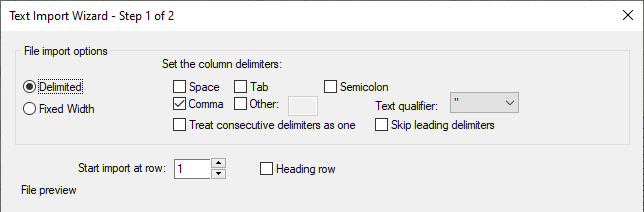 Text Import Wizard - Step 1 of 2
File import options
Set the column delimiters:
Delimited
Space
Tab
Semicolon
Fixed Width
Comma
Other:
Text qualifier:
"
Treat consecutive delimiters as one
Skip leading delimiters
Start import at row:
1
Heading row
File preview